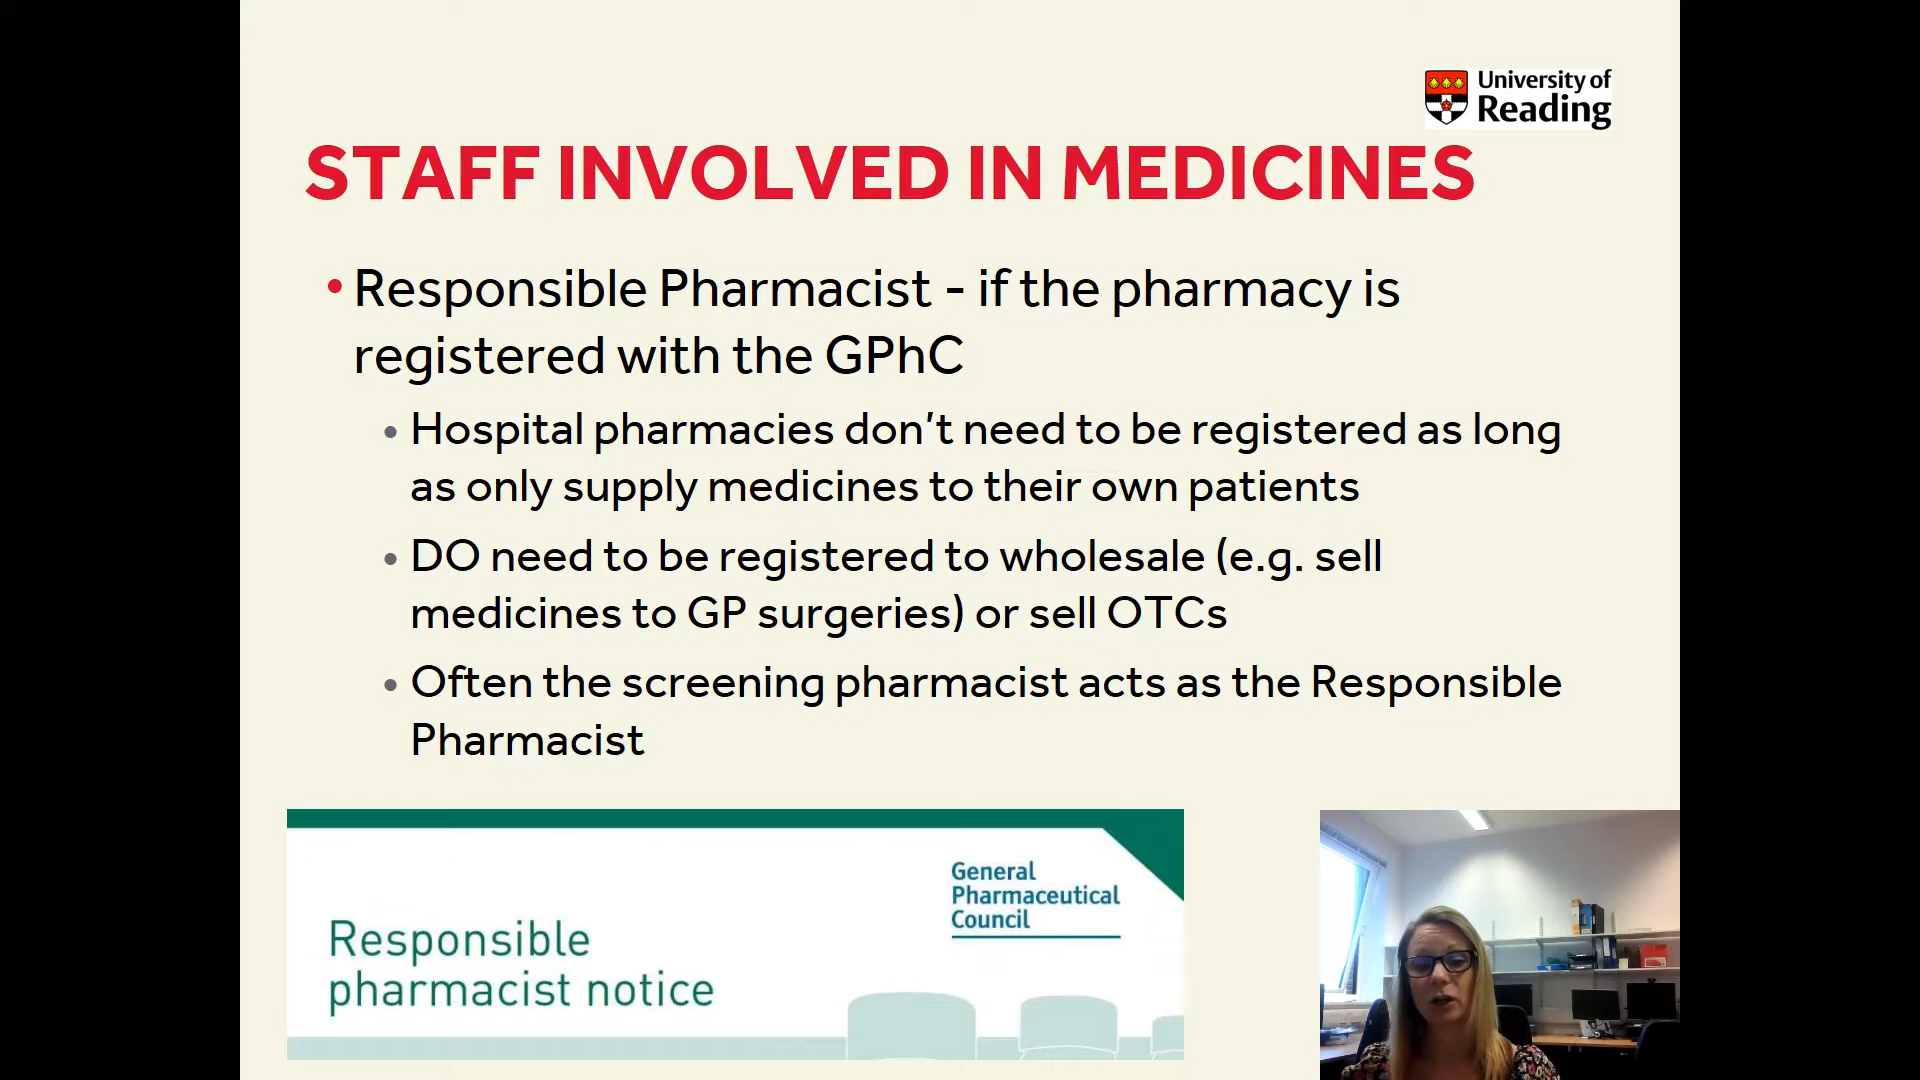 University of
Reading
STAFF INVOLVED IN MEDICINES
• Responsible Pharmacist - if the pharmacy is
registered with the GPhC
• Hospital pharmacies don't need to be registered as long
as only supply medicines to their own patients
• DO need to be registered to wholesale (e.g. sell
medicines to GP surgeries) or sell OTCs
• Often the screening pharmacist acts as the Responsible
Pharmacist
General
Pharmaceutical
Council
Responsible
pharmacist notice